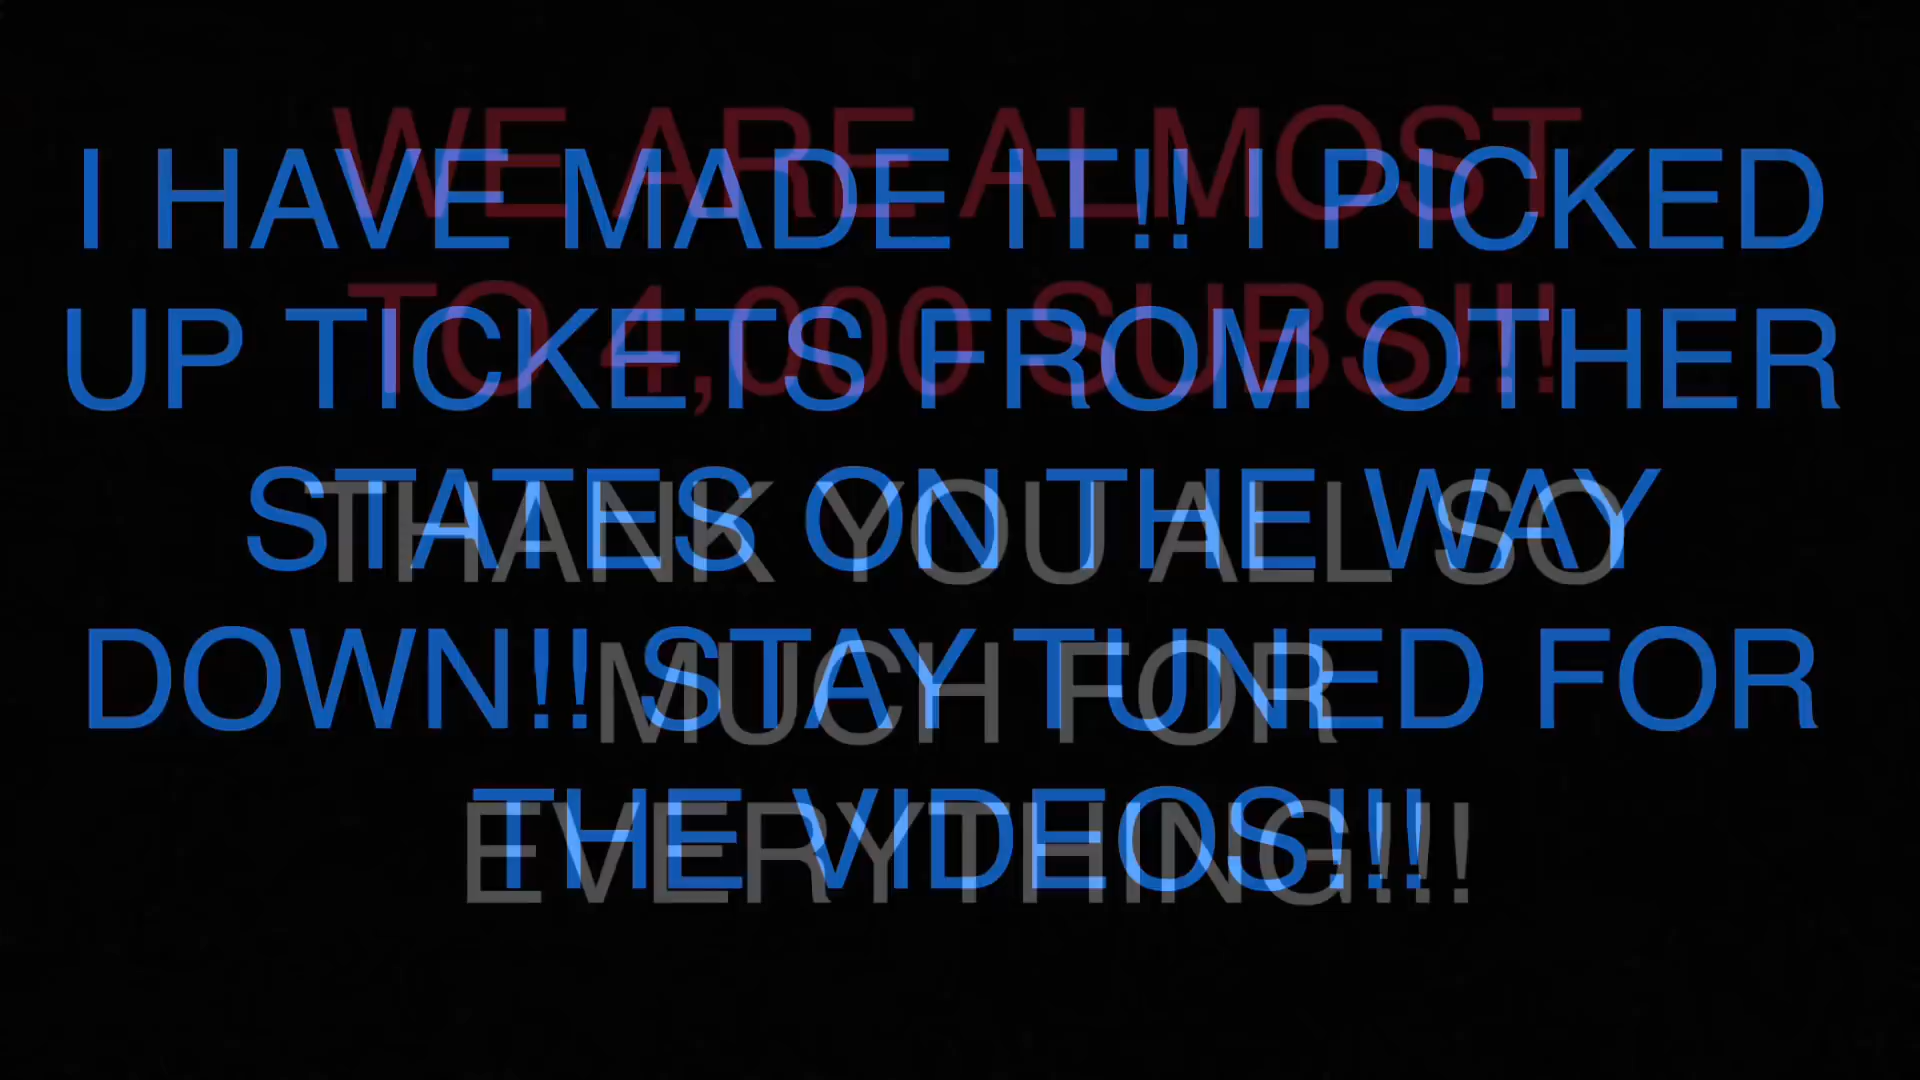 WE ARE ALMOST
TO 4,000 SUBS!!!
THANK YOU ALL SO
MUCH FOR
EVERYTHING!!!
I HAVE MADE IT!! I PICKED
UP TICKETS FROM OTHER
STATES ON THE WAY
DOWN!! STAY TUNED FOR
THE VIDEOS!!!